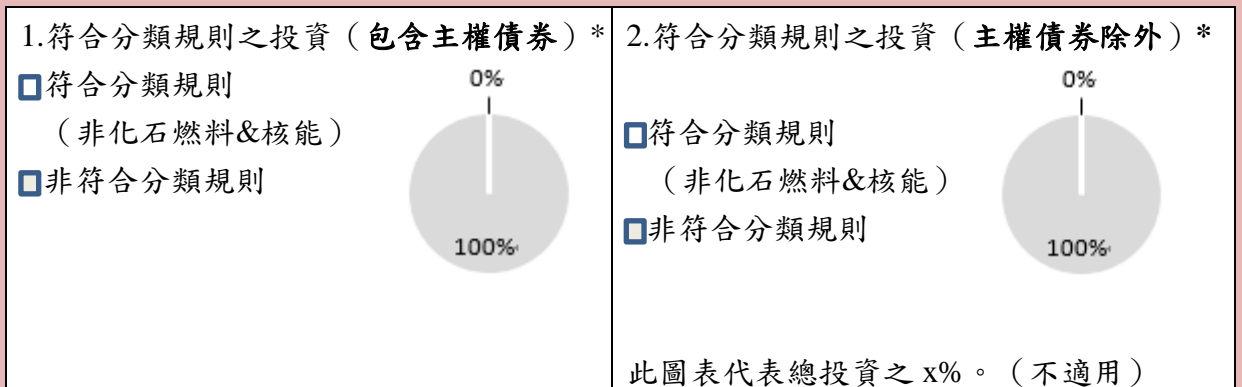 1.符合分類規則之投資（包含主權債券）*
符合分類規則
（非化石燃料&核能）
非符合分類規則
0%
100%
2.符合分類規則之投資（主權債券除外）*
符合分類規則
（非化石燃料&核能）
非符合分類規則
0%
100%
此圖表代表總投資之 x%。（不適用）